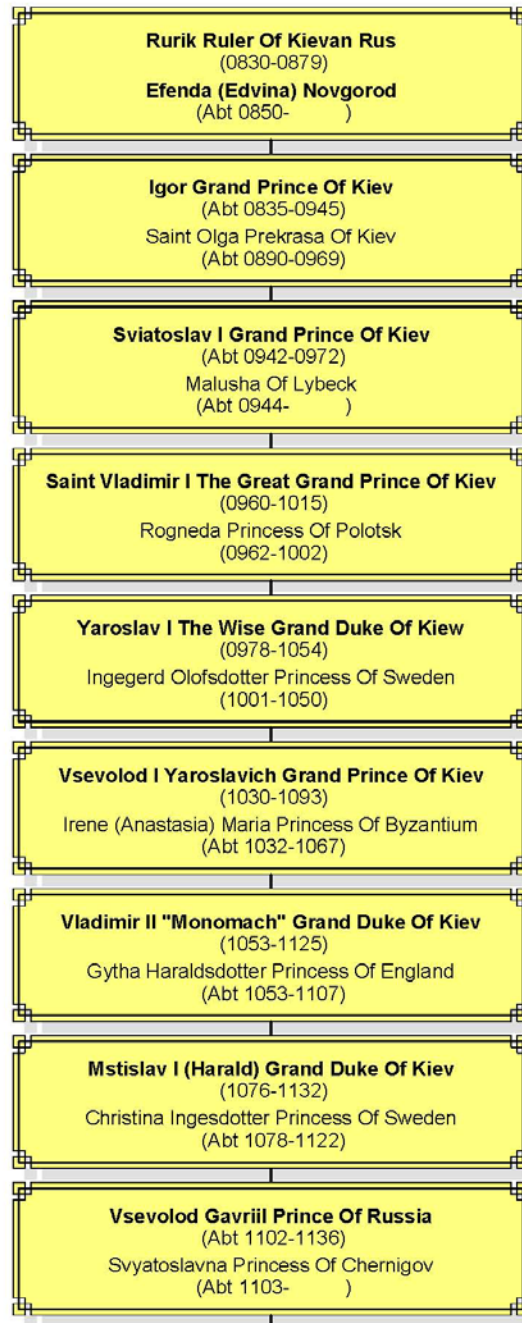 Rurik Ruler Of Kievan Rus
(0830-0879)
Efenda (Edvina) Novgorod
(Abt 0850- )
Igor Grand Prince Of Kiev
(Abt 0835-0945)
Saint Olga Prekrasa Of Kiev
(Abt 0890-0969)
Sviatoslav I Grand Prince Of Kiev
(Abt 0942-0972)
Malusha Of Lybeck
(Abt 0944- )
Saint Vladimir I The Great Grand Prince Of Kiev
(0960-1015)
Rogneda Princess Of Polotsk
(0962-1002)
Yaroslav I The Wise Grand Duke Of Kiew
(0978-1054)
Ingegerd Olofsdotter Princess Of Sweden
(1001-1050)
Vsevolod I Yaroslavich Grand Prince Of Kiev
(1030-1093)
Irene (Anastasia) Maria Princess Of Byzantium
(Abt 1032-1067)
Vladimir II "Monomach" Grand Duke Of Kiev
(1053-1125)
Gytha Haraldsdotter Princess Of England
(Abt 1053-1107)
Mstislav I (Harald) Grand Duke Of Kiev
(1076-1132)
Christina Ingesdotter Princess Of Sweden
(Abt 1078-1122)
Vsevolod Gavriil Prince Of Russia
(Abt 1102-1136)
Svyatoslavna Princess Of Chernigov
(Abt 1103- )